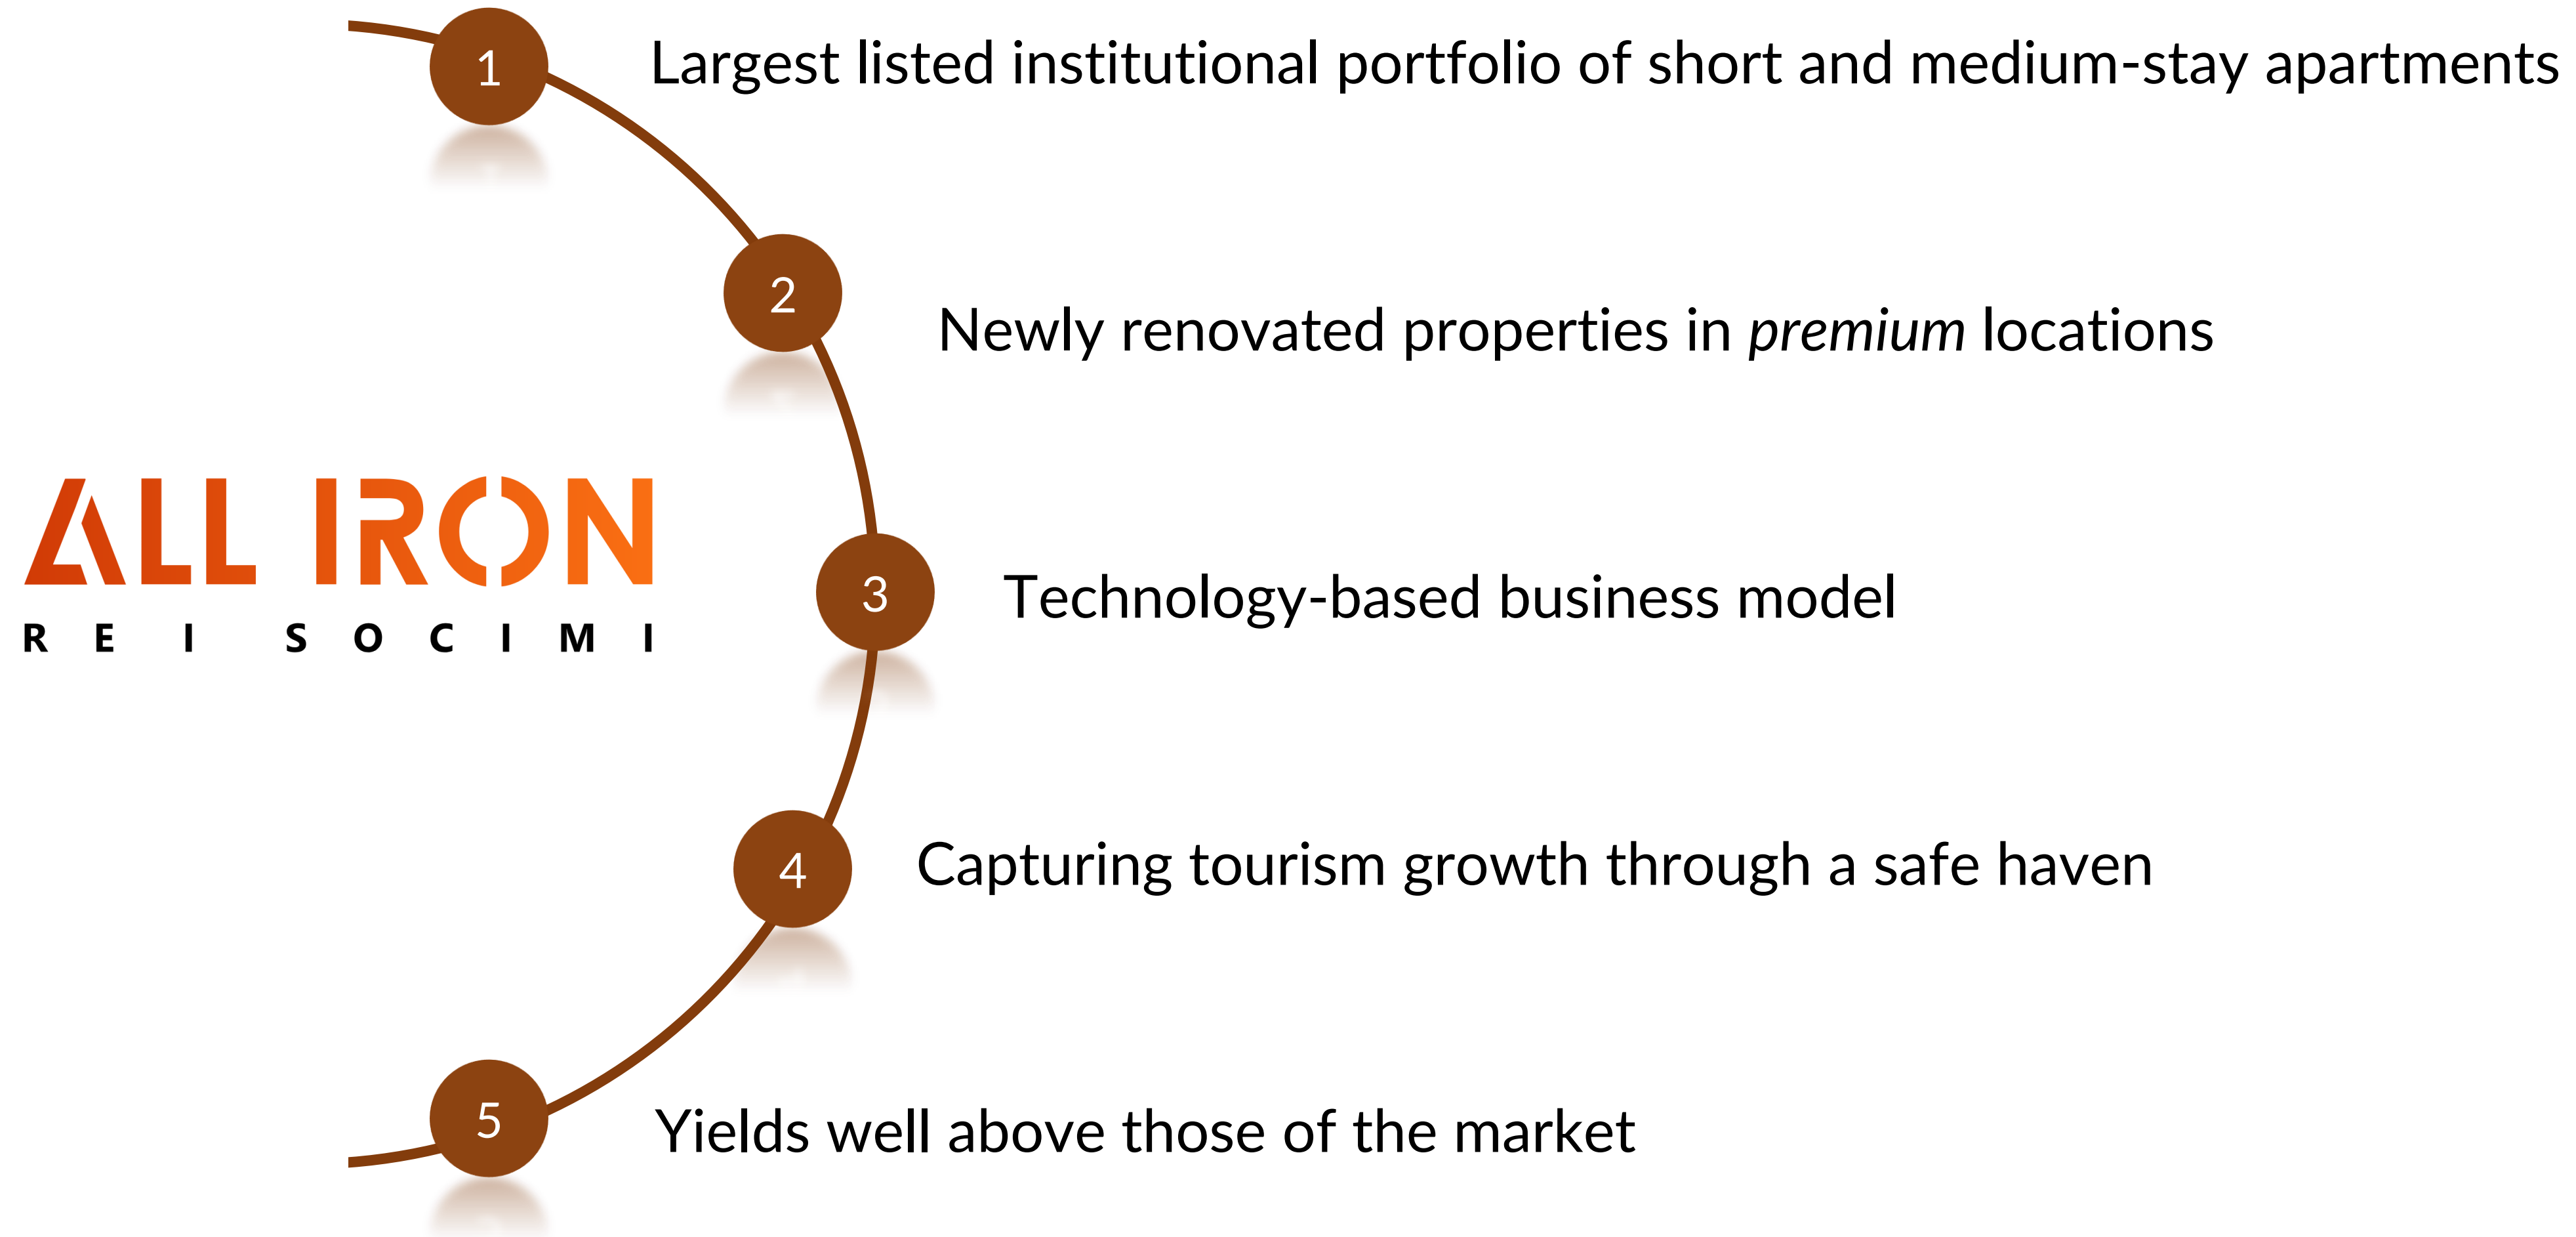 1
Largest listed institutional portfolio of short and medium-stay apartments
2
Newly renovated properties in premium locations
ALL IRON
REI SOCIMI
3
Technology-based business model
4
Capturing tourism growth through a safe haven
5
Yields well above those of the market